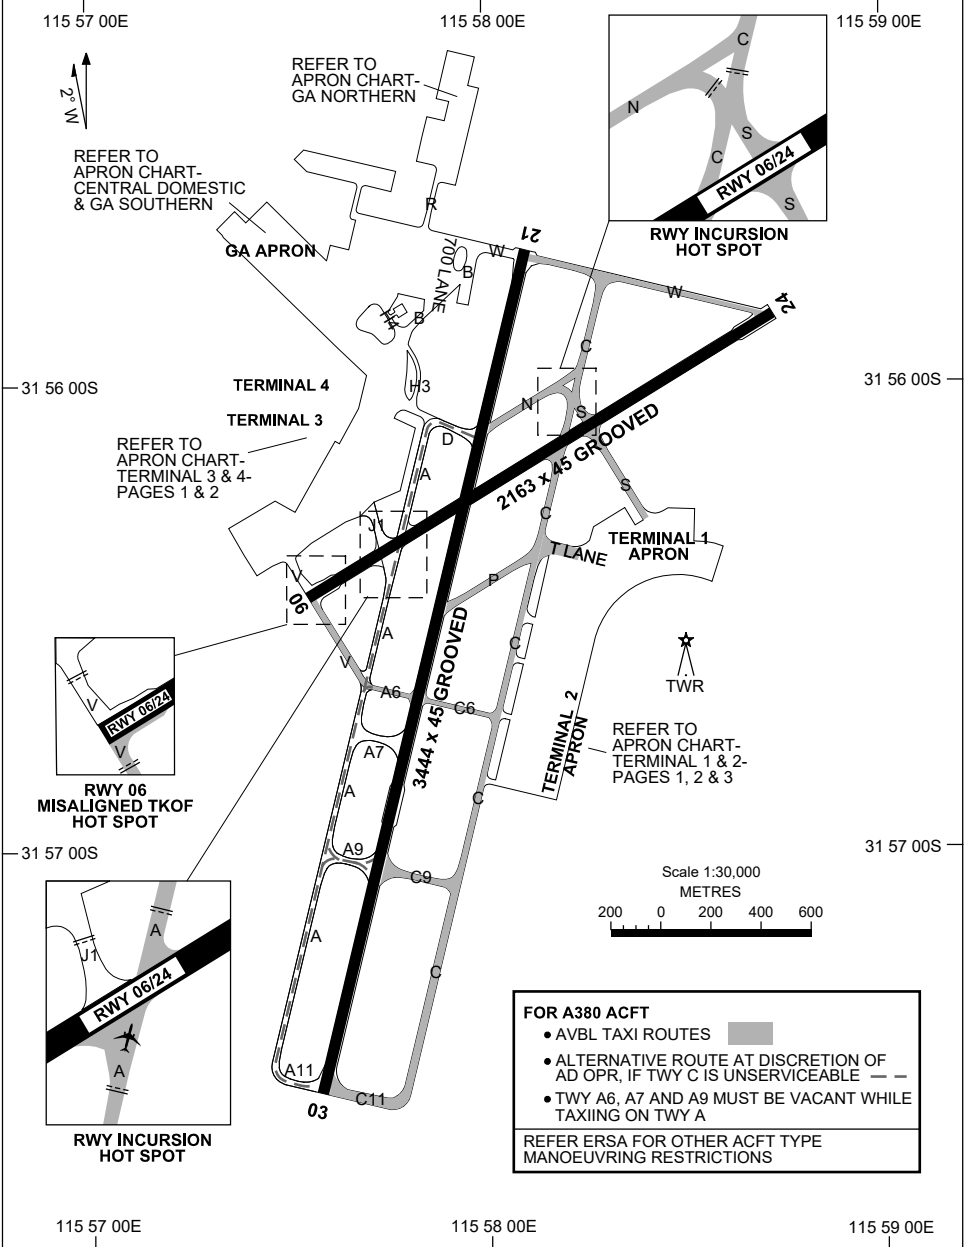 115 57 00E
115 58 00E
115 59 00E
2° W
REFER TO
APRON CHART-
GA NORTHERN
C
N
S
C
RWY 06/24
S
RWY INCURSION
HOT SPOT
REFER TO
APRON CHART-
CENTRAL DOMESTIC
& GA SOUTHERN
R
GA APRON
21
W
700 LANE
B
W
24
B
C
31 56 00S
31 56 00S
TERMINAL 4
H3
TERMINAL 3
N
S
D
2163 x 45 GROOVED
REFER TO
APRON CHART-
TERMINAL 3 & 4-
PAGES 1 & 2
A
S
J1
C
TERMINAL 1
APRON
T LANE
V
P
06
A
C
V
3444 x 45 GROOVED
TWR
A6
C6
V
RWY 06/24
V
RWY 06
MISALIGNED TKOF
HOT SPOT
TERMINAL 2
APRON
REFER TO
APRON CHART-
TERMINAL 1 & 2-
PAGES 1, 2 & 3
A7
A
C
31 57 00S
31 57 00S
A9
C9
Scale 1:30,000
METRES
200 0 200 400 600
A
J1
RWY 06/24
A
RWY INCURSION
HOT SPOT
A
C
A11
C11
03
FOR A380 ACFT
• AVBL TAXI ROUTES
• ALTERNATIVE ROUTE AT DISCRETION OF
AD OPR, IF TWY C IS UNSERVICEABLE
• TWY A6, A7 AND A9 MUST BE VACANT WHILE
TAXIING ON TWY A
REFER ERSA FOR OTHER ACFT TYPE
MANOEUVRING RESTRICTIONS
115 57 00E
115 58 00E
115 59 00E